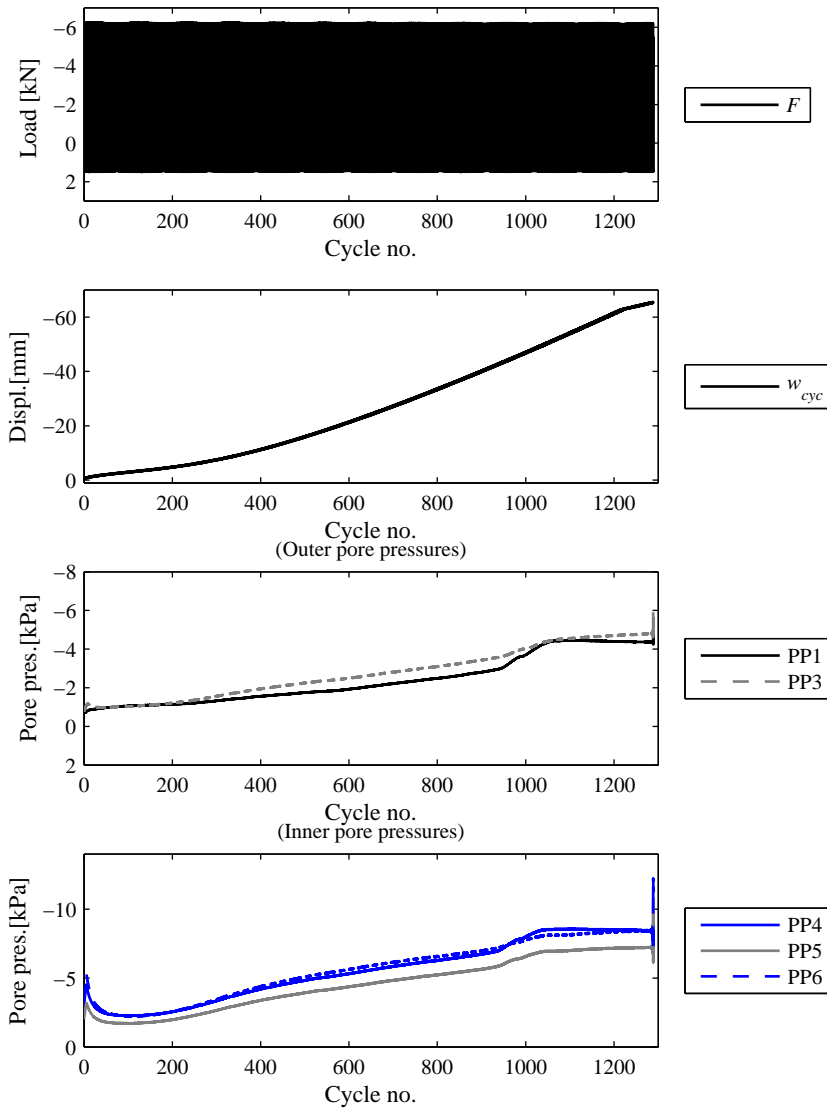 −6
−4
−2
0
2
Load [kN]
0 200 400 600 800 1000 1200
Cycle no.
F
−60
−40
−20
0
Displ.[mm]
0 200 400 600 800 1000 1200
Cycle no.
w_cyc
(Outer pore pressures)
−8
−6
−4
−2
0
2
Pore pres.[kPa]
0 200 400 600 800 1000 1200
Cycle no.
PP1
PP3
(Inner pore pressures)
−10
−5
0
Pore pres.[kPa]
0 200 400 600 800 1000 1200
Cycle no.
PP4
PP5
PP6